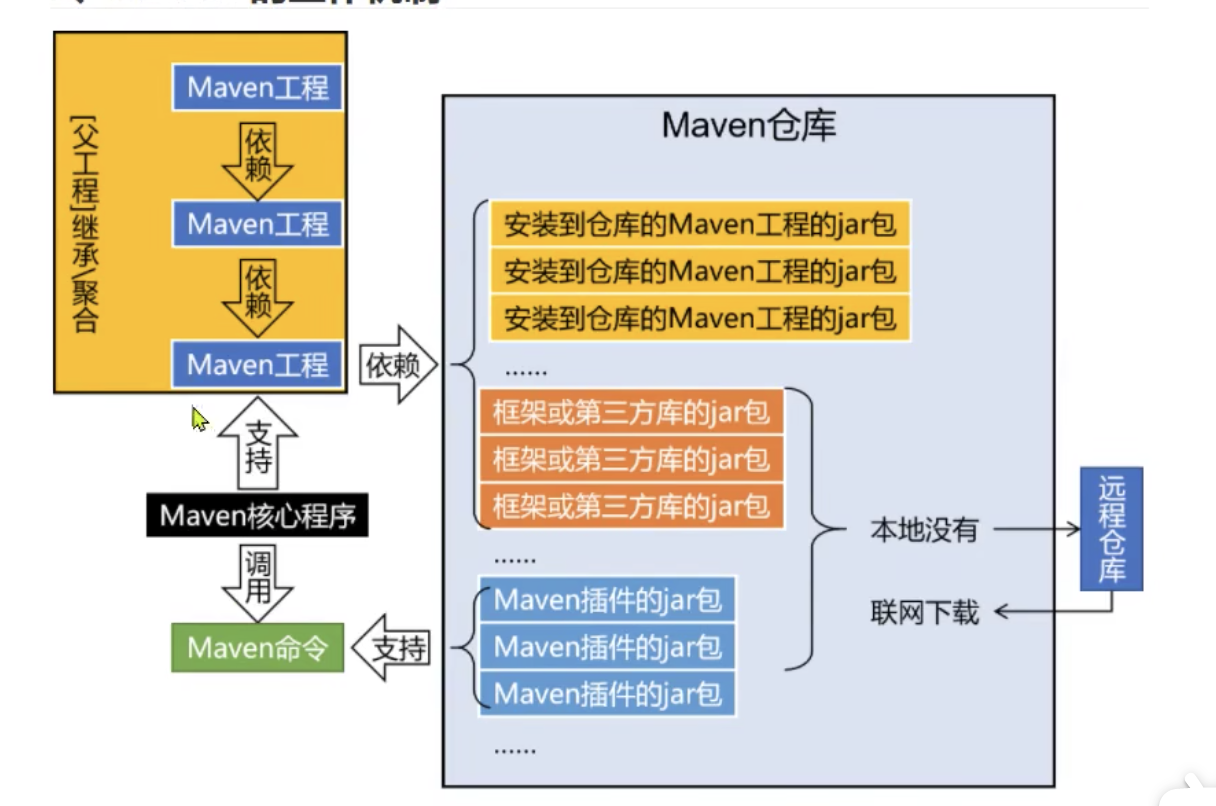 的工作机制
Maven工程
依赖
Maven工程
依赖
Maven工程
[父工程]继承\聚合
依赖
支持
Maven核心程序
调用
Maven命令
支持
Maven仓库
安装到仓库的Maven工程的jar包
安装到仓库的Maven工程的jar包
安装到仓库的Maven工程的jar包
......
框架或第三方库的jar包
框架或第三方库的jar包
框架或第三方库的jar包
......
Maven插件的jar包
Maven插件的jar包
Maven插件的jar包
......
本地没有
联网下载
远程仓库